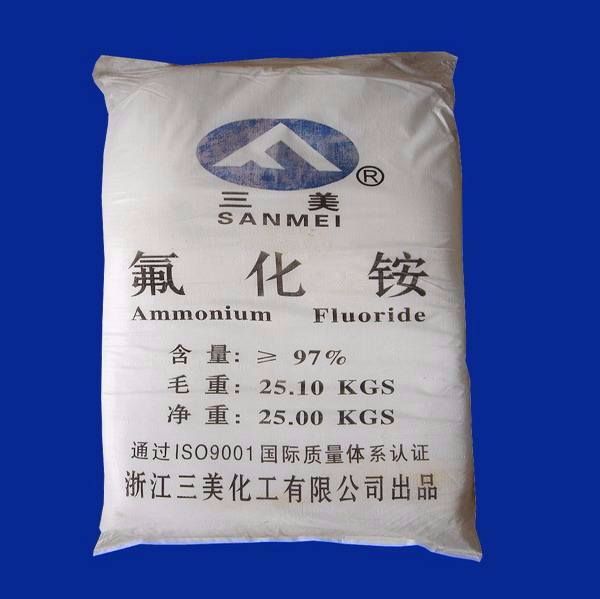 ®
三 美
SANMEI
氟 化 铵
Ammonium Fluoride
含 量: ≥ 97%
毛 重: 25.10 KGS
净 重: 25.00 KGS
通过ISO9001国际质量体系认证
浙江三美化工有限公司出品